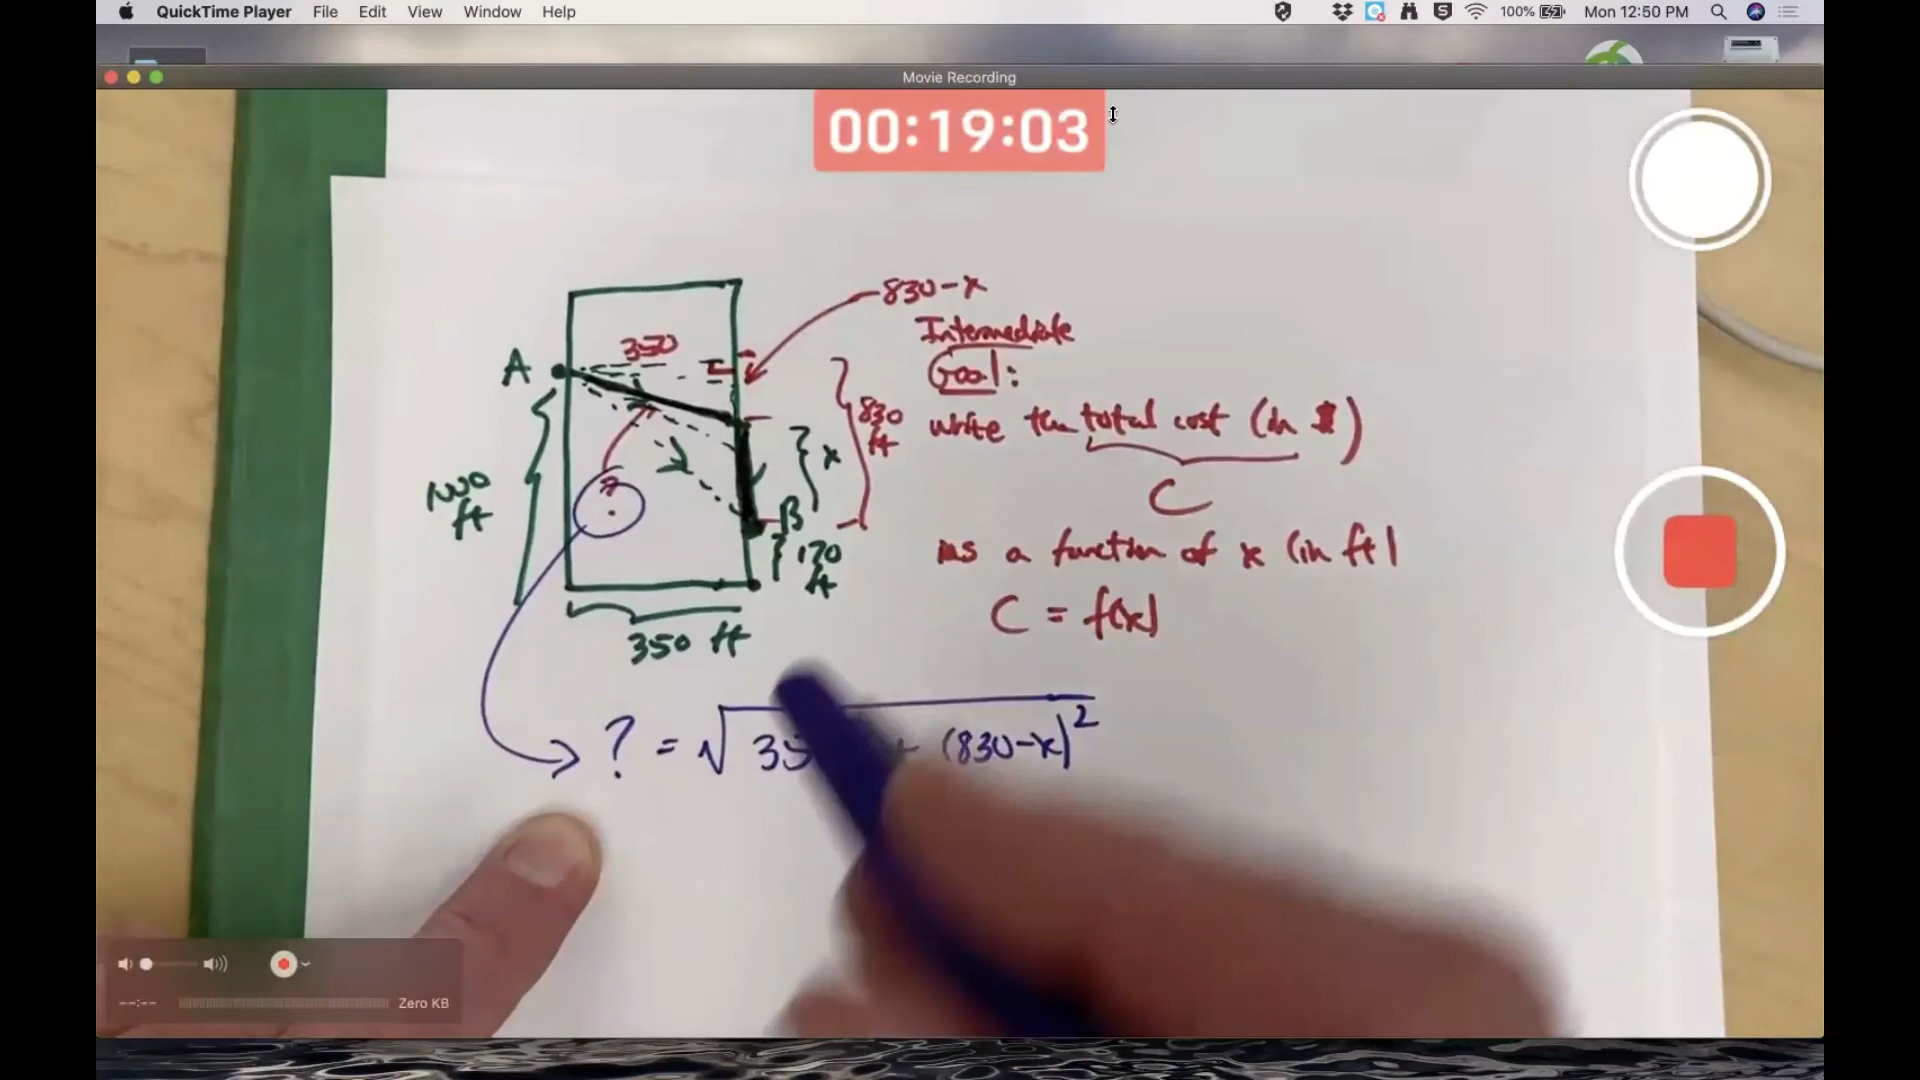 QuickTime Player File Edit View Window Help
100% Mon 12:50 PM
Movie Recording
00:19:03
830-x
Intermediate
Goal:
350
A
830
ft
write the total cost (in $)
x
1000
ft
C
B
170
ft
as a function of x (in ft)
C = f(x)
350 ft
?
? = √ 35 + (830-x)²
--:-- Zero KB